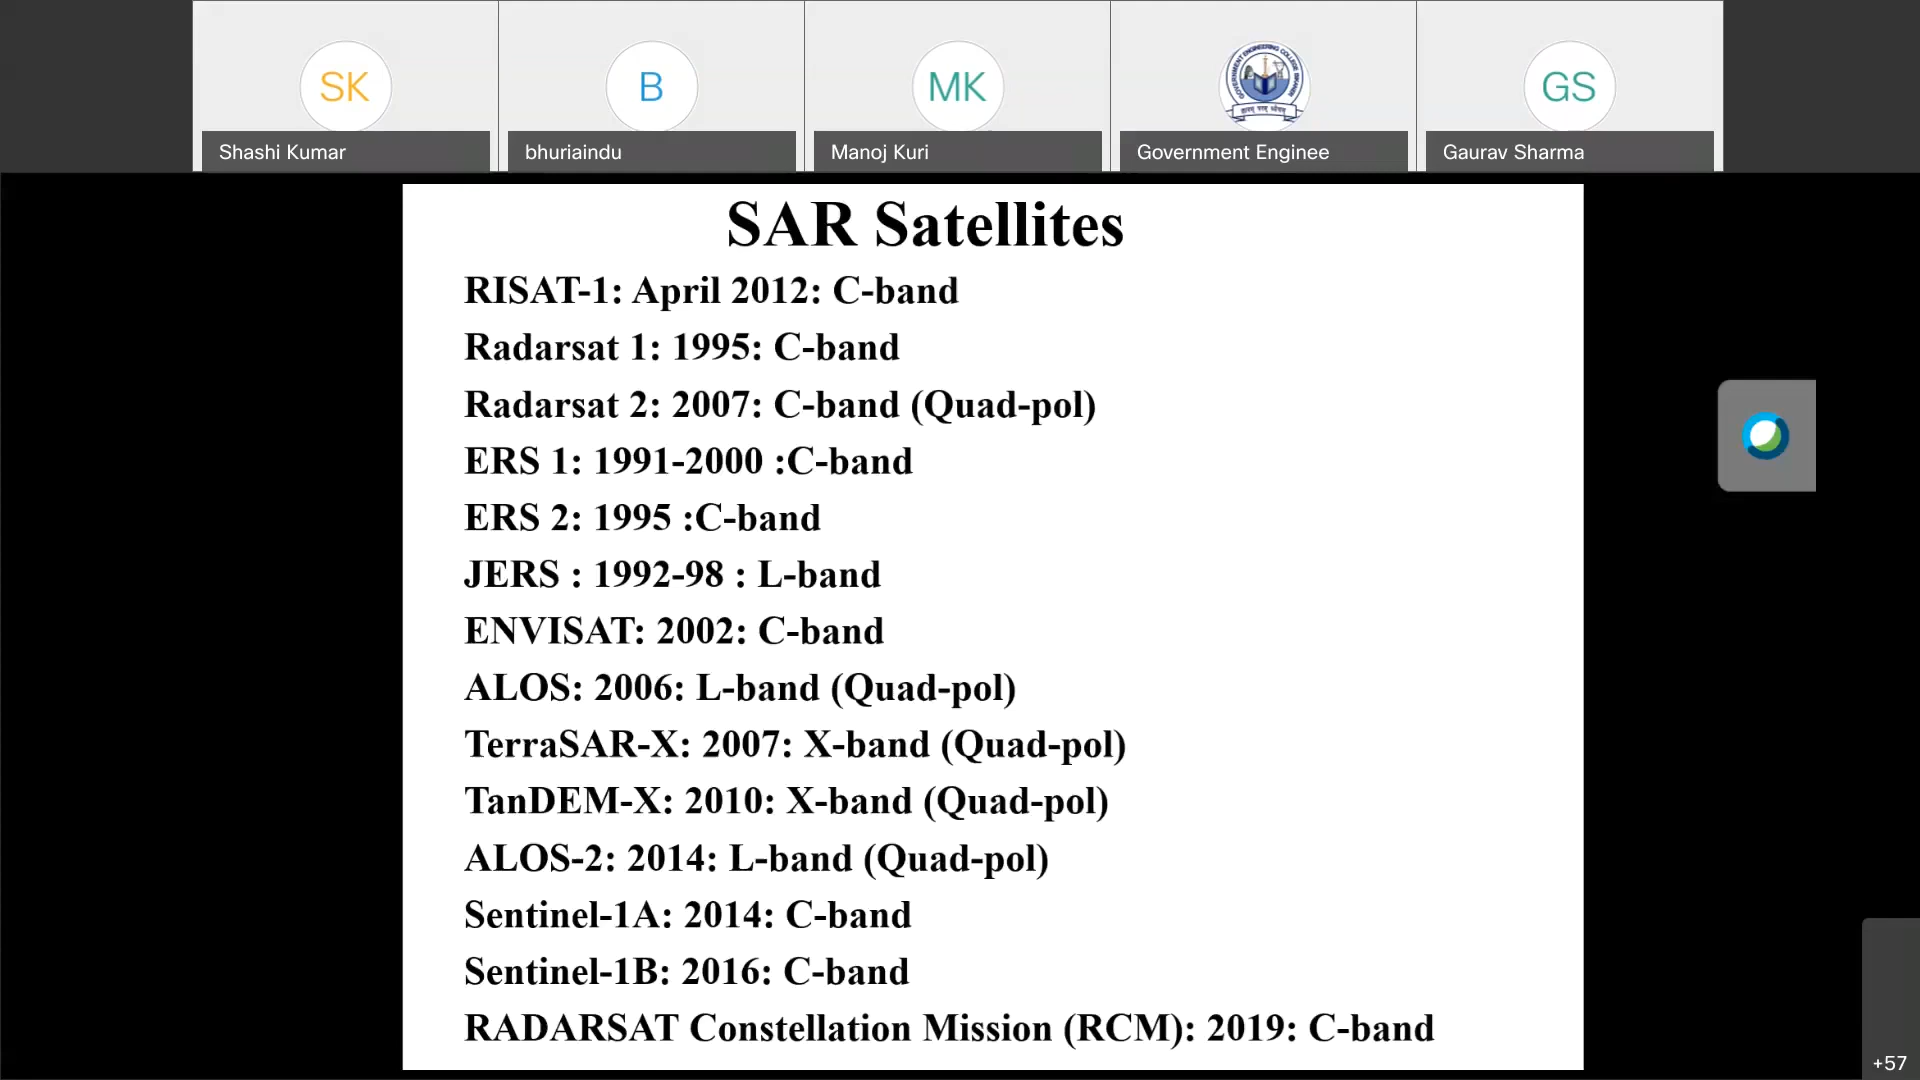 SK
B
MK
GOVERNMENT ENGINEERING COLLEGE BIKANER
GS
Shashi Kumar
bhuriaindu
Manoj Kuri
Government Enginee
Gaurav Sharma
SAR Satellites
RISAT-1: April 2012: C-band
Radarsat 1: 1995: C-band
Radarsat 2: 2007: C-band (Quad-pol)
ERS 1: 1991-2000 :C-band
ERS 2: 1995 :C-band
JERS : 1992-98 : L-band
ENVISAT: 2002: C-band
ALOS: 2006: L-band (Quad-pol)
TerraSAR-X: 2007: X-band (Quad-pol)
TanDEM-X: 2010: X-band (Quad-pol)
ALOS-2: 2014: L-band (Quad-pol)
Sentinel-1A: 2014: C-band
Sentinel-1B: 2016: C-band
RADARSAT Constellation Mission (RCM): 2019: C-band
+57